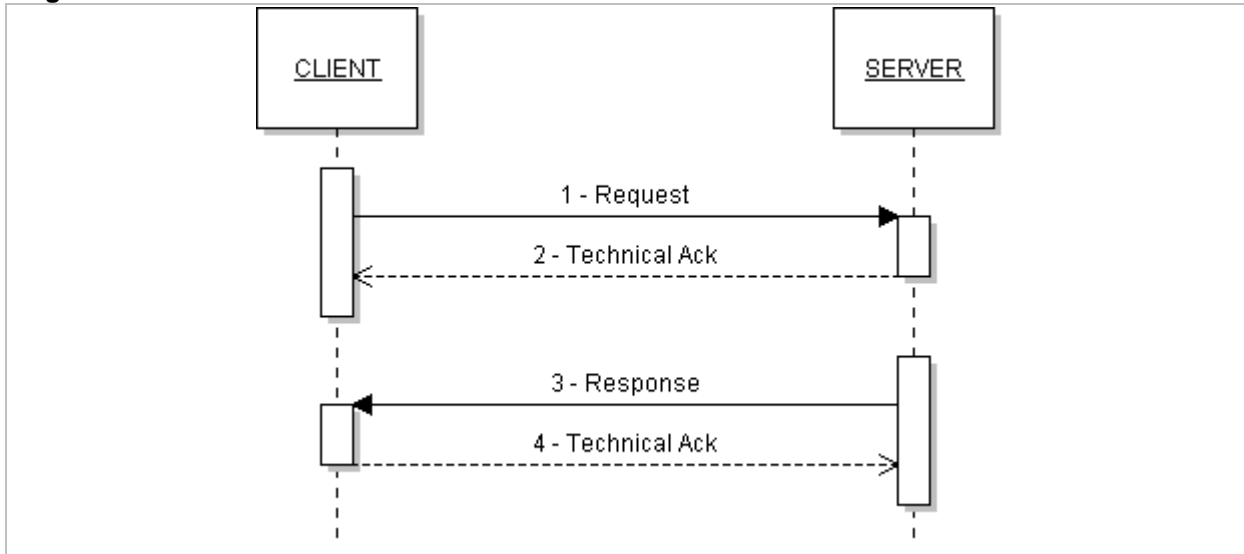 CLIENT
SERVER
1 - Request
2 - Technical Ack
3 - Response
4 - Technical Ack